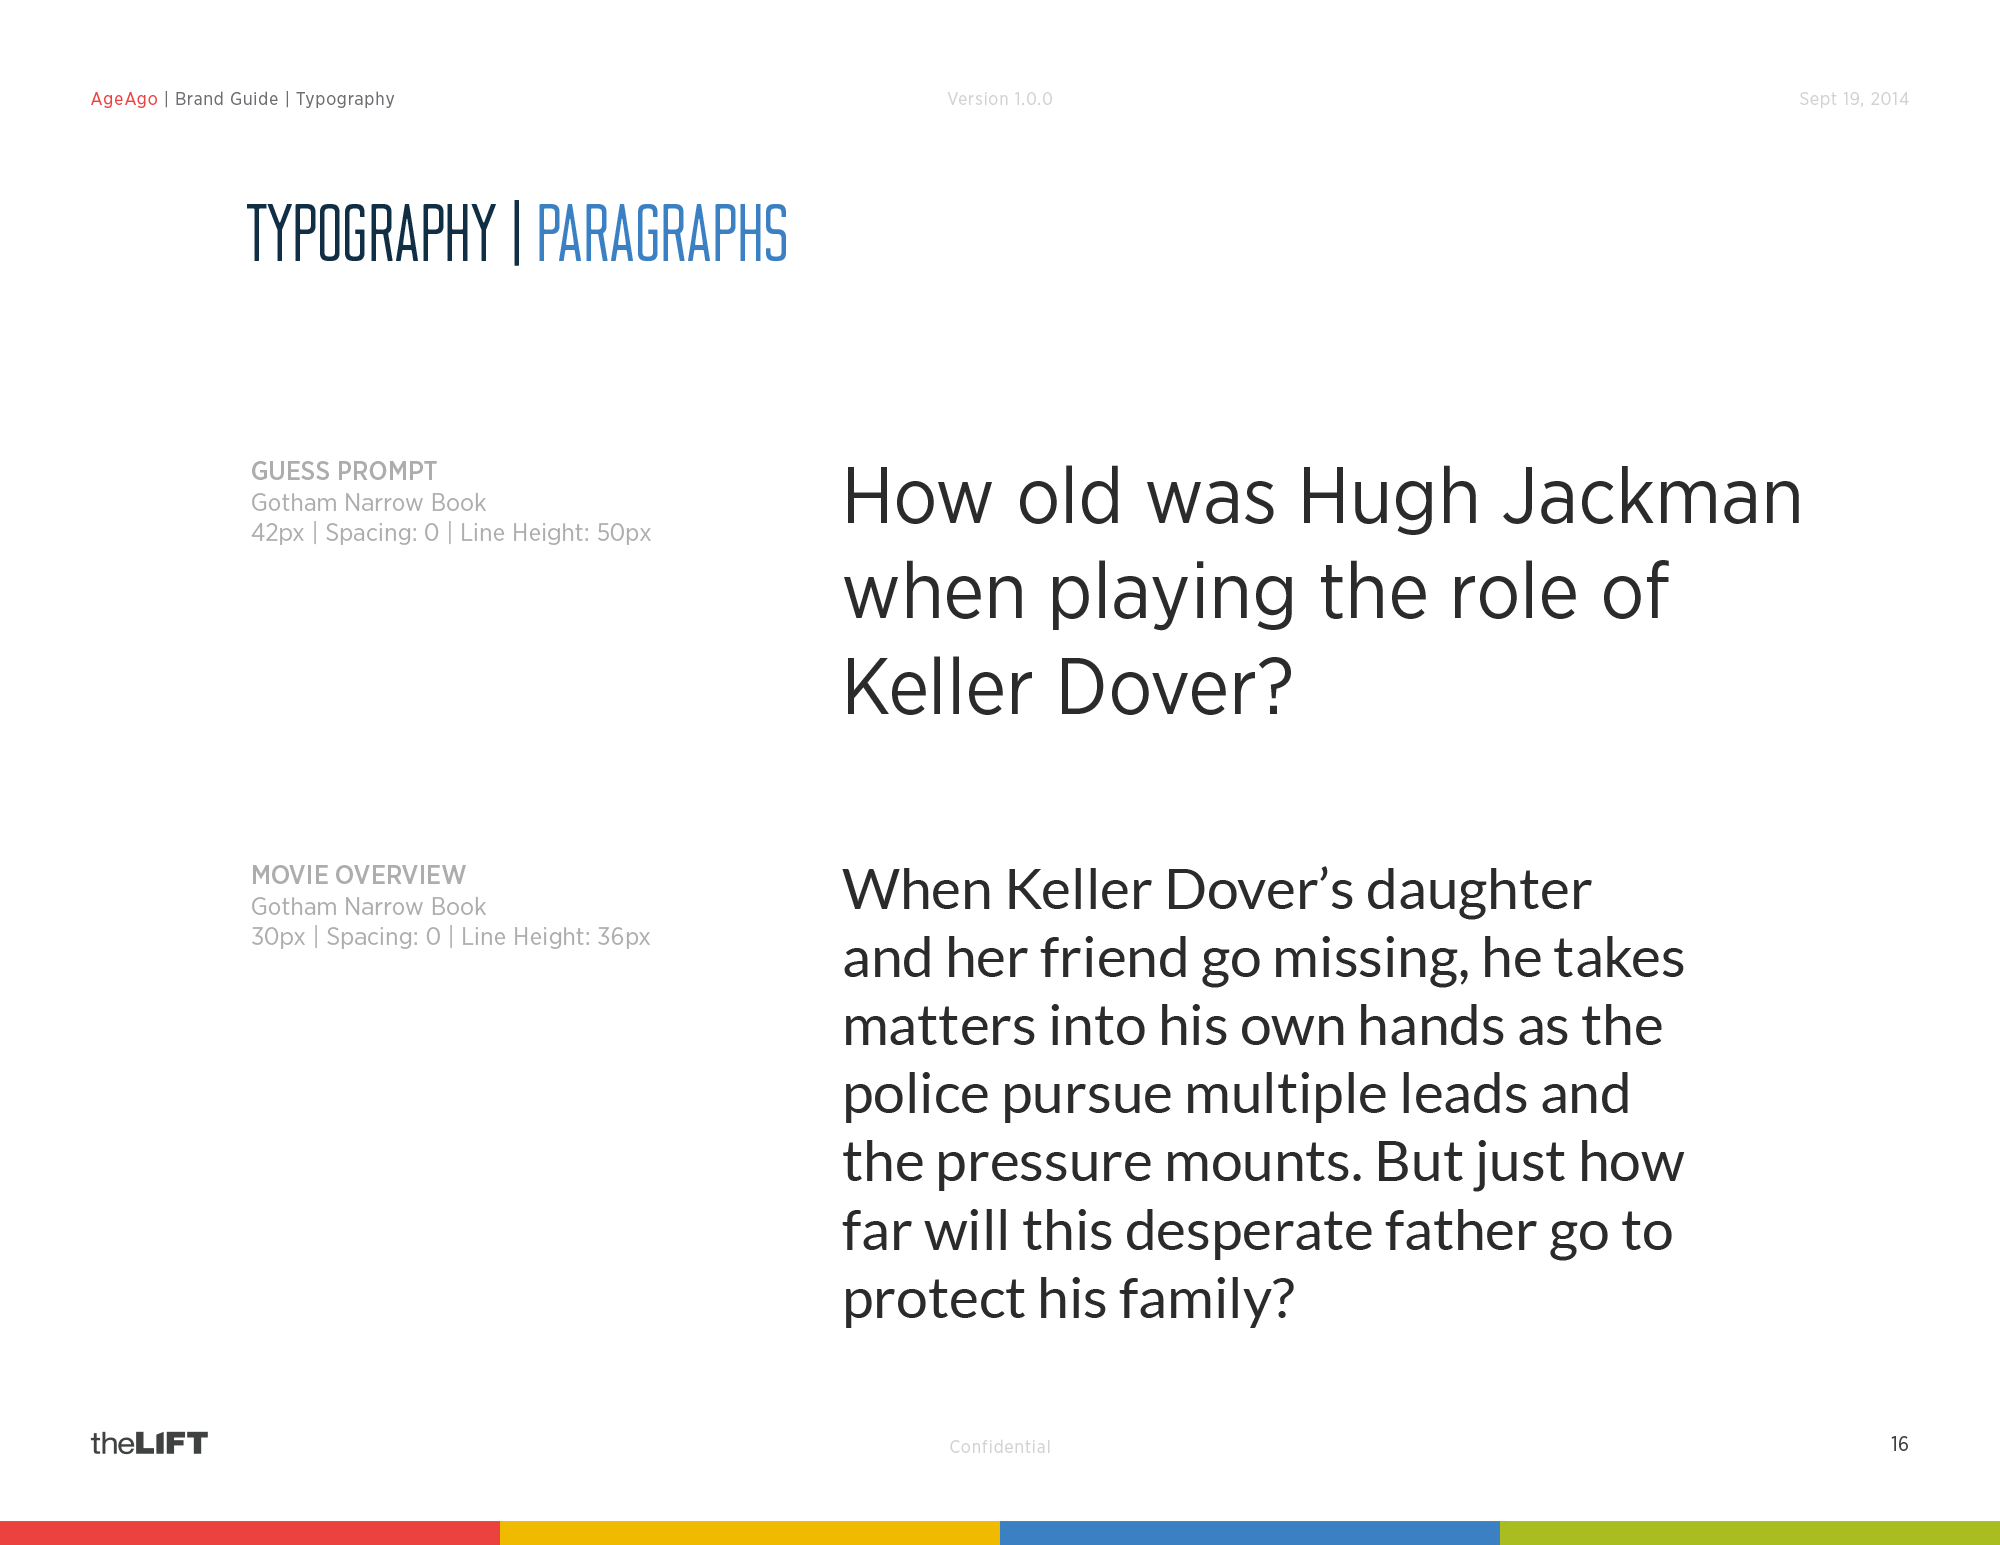 AgeAgo | Brand Guide | Typography
Version 1.0.0
Sept 19, 2014
TYPOGRAPHY | PARAGRAPHS
GUESS PROMPT
Gotham Narrow Book
42px | Spacing: 0 | Line Height: 50px
How old was Hugh Jackman
when playing the role of
Keller Dover?
MOVIE OVERVIEW
Gotham Narrow Book
30px | Spacing: 0 | Line Height: 36px
When Keller Dover’s daughter
and her friend go missing, he takes
matters into his own hands as the
police pursue multiple leads and
the pressure mounts. But just how
far will this desperate father go to
protect his family?
theLIFT
Confidential
16